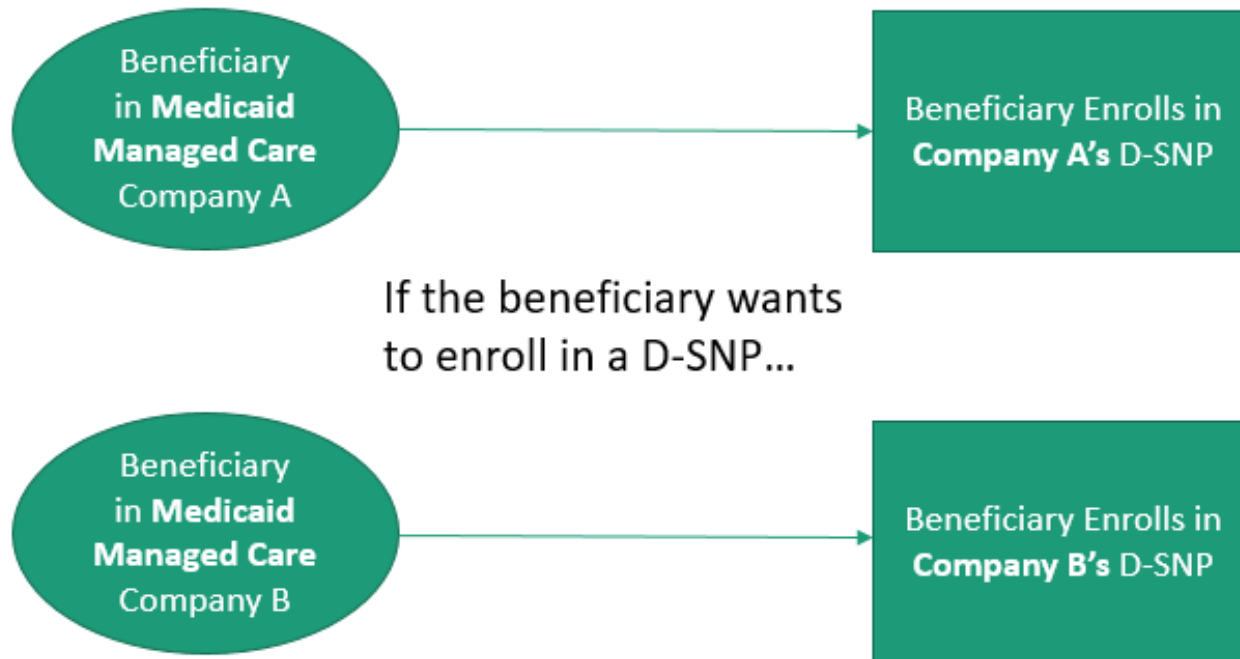 Beneficiary
in Medicaid
Managed Care
Company A
Beneficiary Enrolls in
Company A’s D-SNP
If the beneficiary wants
to enroll in a D-SNP…
Beneficiary
in Medicaid
Managed Care
Company B
Beneficiary Enrolls in
Company B’s D-SNP